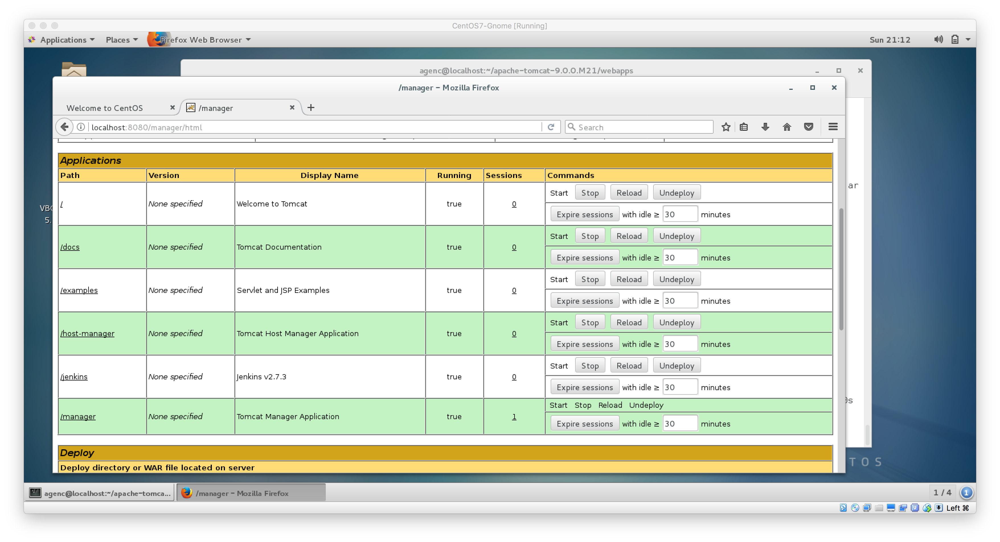 CentOS7-Gnome [Running]
Applications Places Firefox Web Browser Sun 21:12
agenc@localhost:~/apache-tomcat-9.0.0.M21/webapps
/manager – Mozilla Firefox
Welcome to CentOS /manager
localhost:8080/manager/html Search
Applications
Path Version Display Name Running Sessions Commands
Start Stop Reload Undeploy
/ None specified Welcome to Tomcat true 0
Expire sessions with idle ≥ 30 minutes
Start Stop Reload Undeploy
/docs None specified Tomcat Documentation true 0
Expire sessions with idle ≥ 30 minutes
Start Stop Reload Undeploy
/examples None specified Servlet and JSP Examples true 0
Expire sessions with idle ≥ 30 minutes
Start Stop Reload Undeploy
/host-manager None specified Tomcat Host Manager Application true 0
Expire sessions with idle ≥ 30 minutes
Start Stop Reload Undeploy
/jenkins None specified Jenkins v2.7.3 true 0
Expire sessions with idle ≥ 30 minutes
Start Stop Reload Undeploy
/manager None specified Tomcat Manager Application true 1
Expire sessions with idle ≥ 30 minutes
Deploy
Deploy directory or WAR file located on server
ar
5.
TOS
agenc@localhost:~/apache-tomca... /manager – Mozilla Firefox 1 / 4 1
Left ⌘